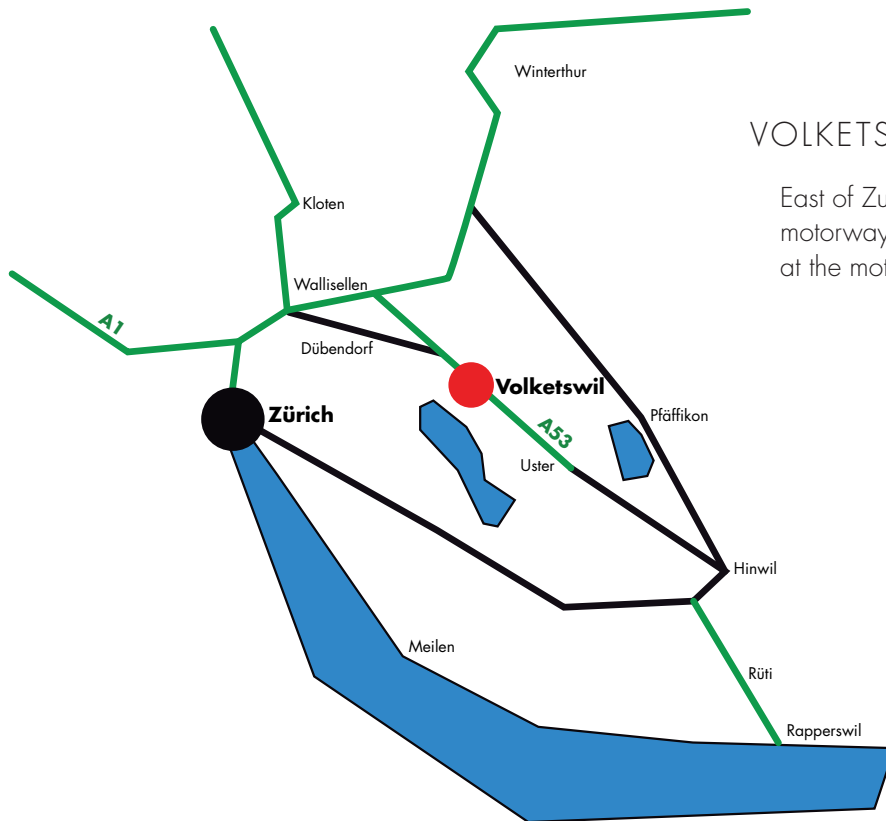 Winterthur
VOLKETS
East of Zu
motorway
at the mot
Kloten
Wallisellen
A1
Dübendorf
Volketswil
Zürich
Pfäffikon
A53
Uster
Hinwil
Meilen
Rüti
Rapperswil